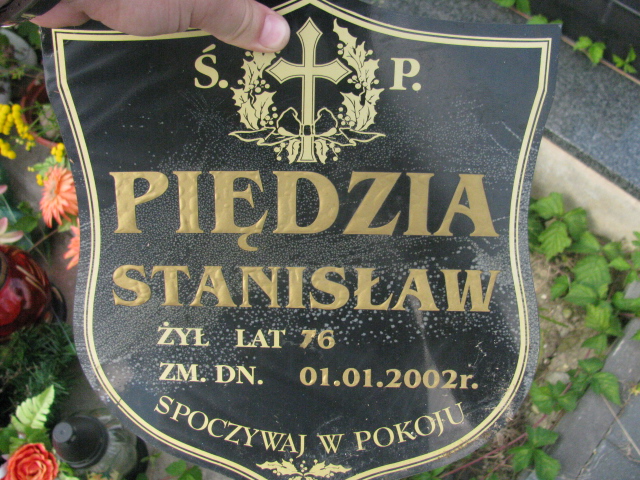 Ś. P.
PIĘDZIA
STANISŁAW
ŻYŁ LAT 76
ZM. DN. 01.01.2002r.
SPOCZYWAJ W POKOJU